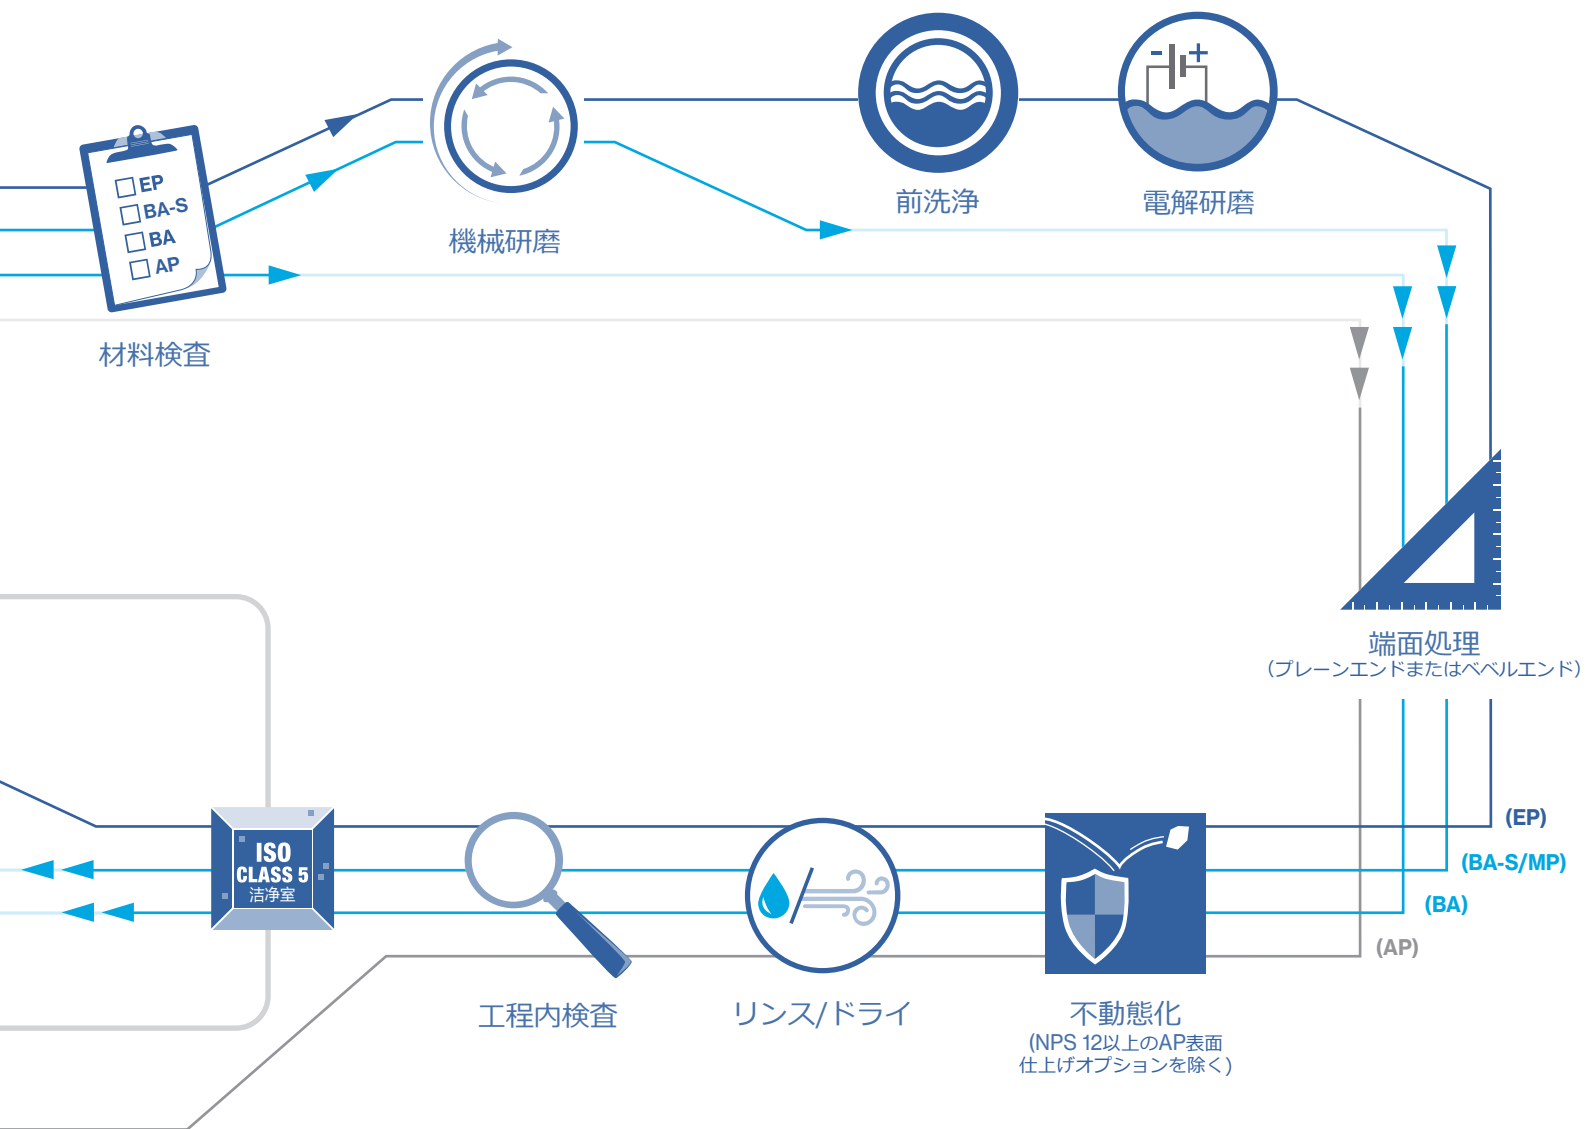 EP
BA-S
BA
AP
材料検査
機械研磨
前洗浄
電解研磨
端面処理
（プレーンエンドまたはベベルエンド）
(EP)
(BA-S/MP)
(BA)
(AP)
ISO
CLASS 5
洁净室
工程内検査
リンス/ドライ
不動態化
(NPS 12以上のAP表面
仕上げオプションを除く)